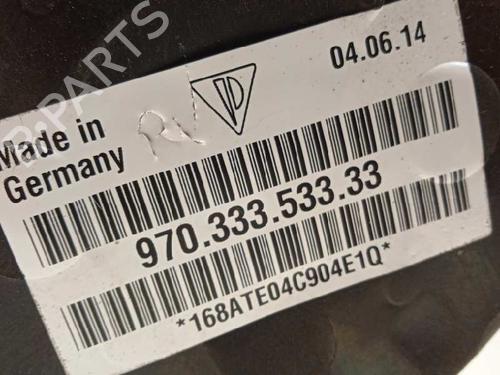 04.06.14
Made in
Germany
970.333.533.33
*168ATE04C904E1Q*
PARTS